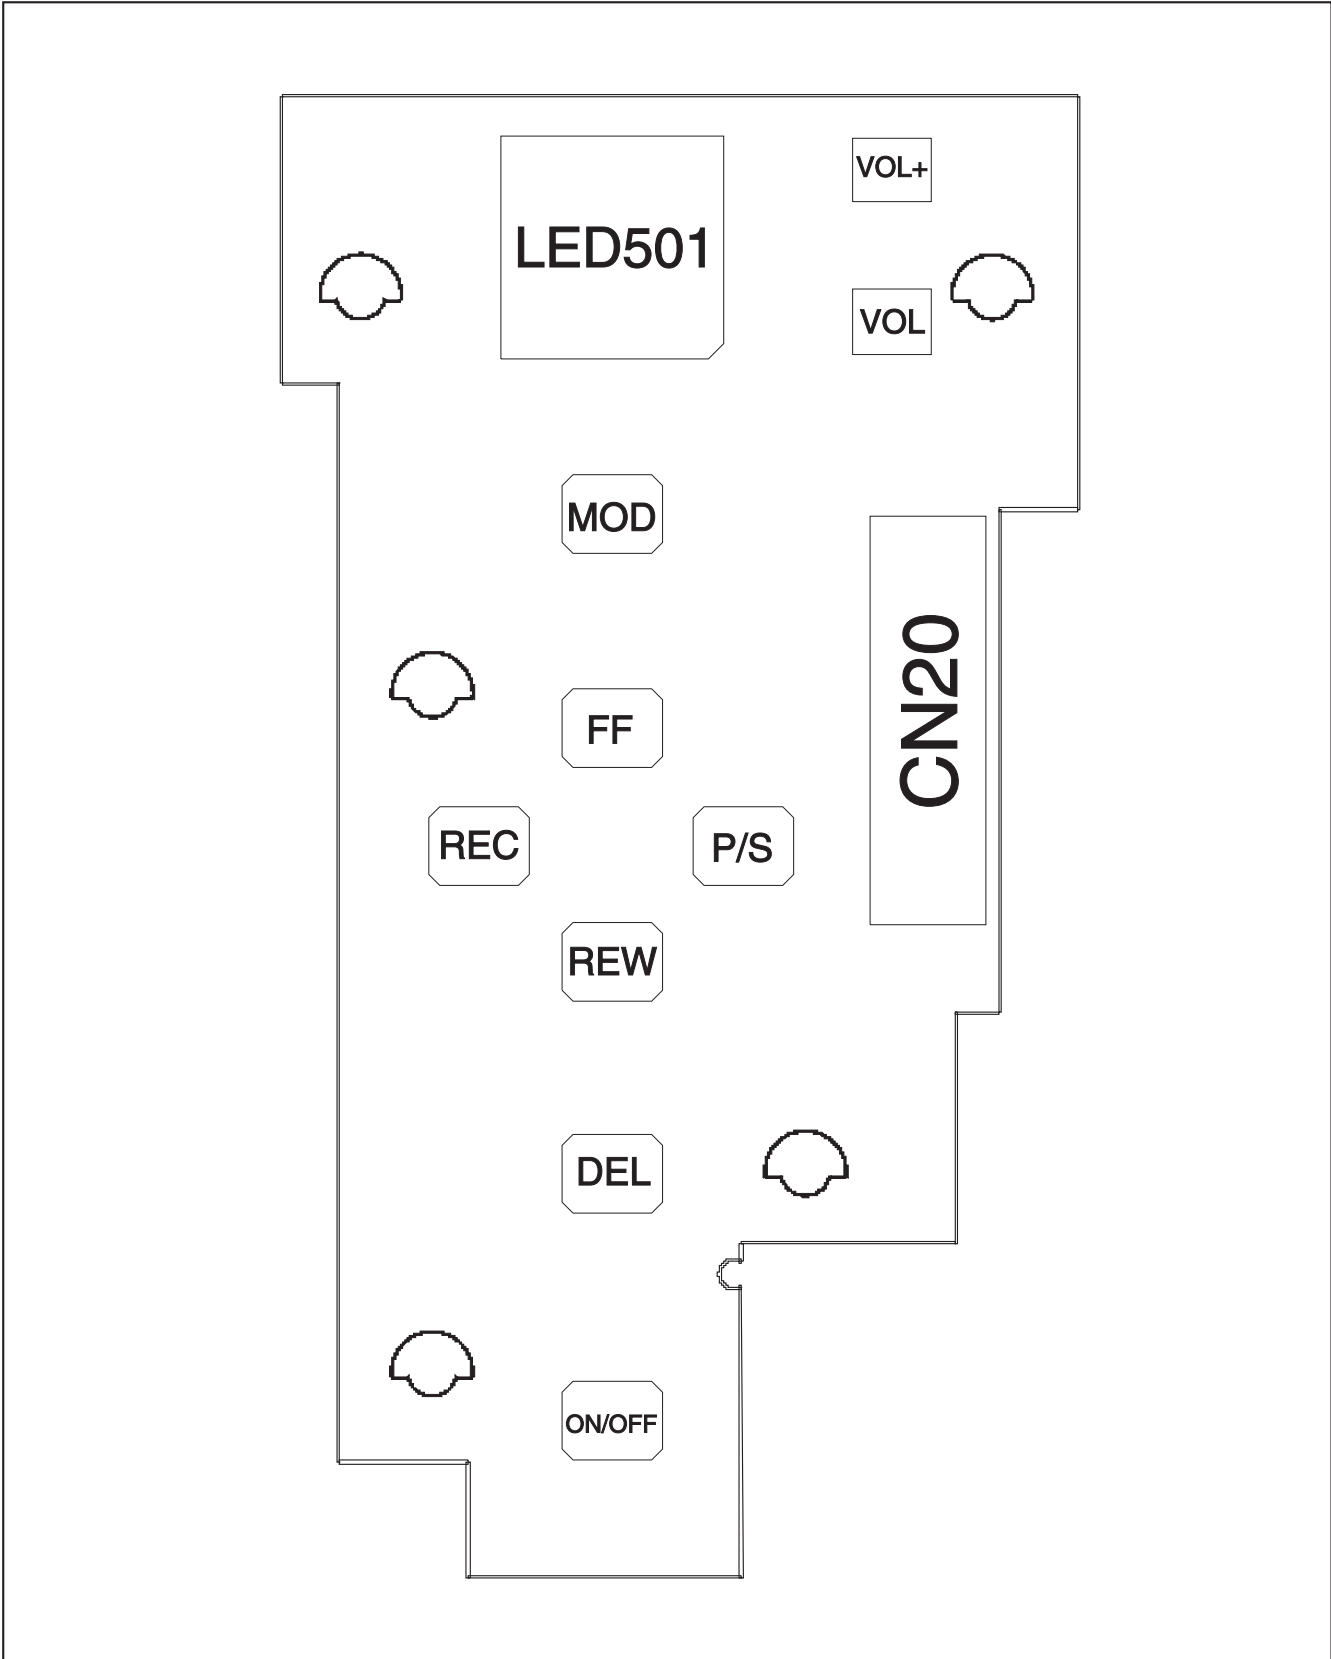 VOL+
LED501
VOL
MOD
CN20
FF
REC
P/S
REW
DEL
ON/OFF